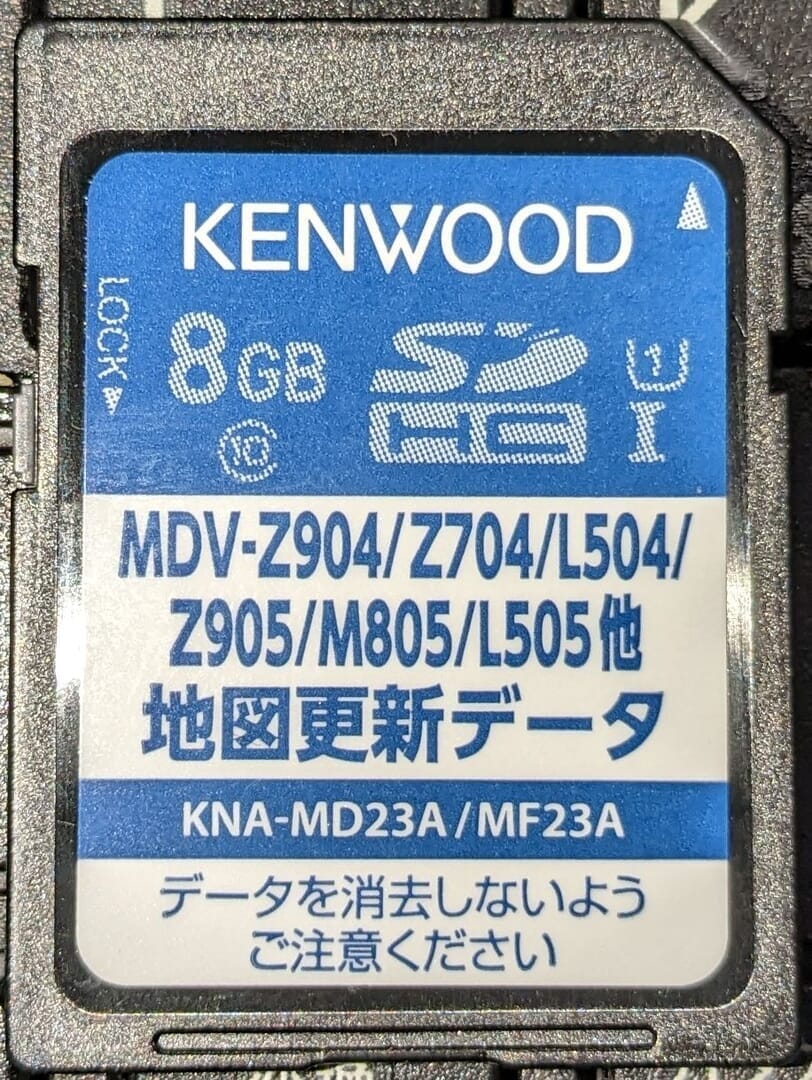 KENWOOD
LOCK
8GB
SD
HC
1
I
10
MDV-Z904/Z704/L504/
Z905/M805/L505他
地図更新データ
KNA-MD23A/MF23A
データを消去しないよう
ご注意ください